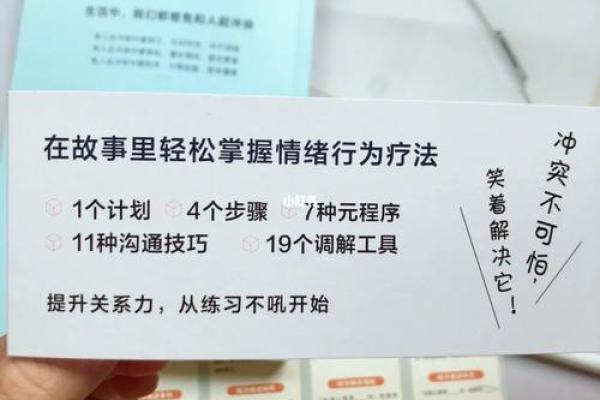 生活中，我们都难免和人起冲突
在故事里轻松掌握情绪行为疗法
1个计划 4个步骤 7种元程序
11种沟通技巧 19个调解工具
提升关系力，从练习不吼开始
冲突不可怕，
笑着解决它！
小红书